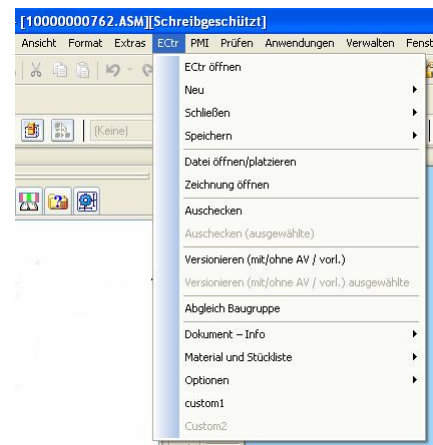 [10000000762.ASM][Schreibgeschützt]
Ansicht Format Extras ECtr PMI Prüfen Anwendungen Verwalten Fenst
(Keine)
ECtr öffnen
Neu
Schließen
Speichern
Datei öffnen/platzieren
Zeichnung öffnen
Auschecken
Auschecken (ausgewählte)
Versionieren (mit/ohne AV / vorl.)
Versionieren (mit/ohne AV / vorl.) ausgewählte
Abgleich Baugruppe
Dokument – Info
Material und Stückliste
Optionen
custom1
Custom2